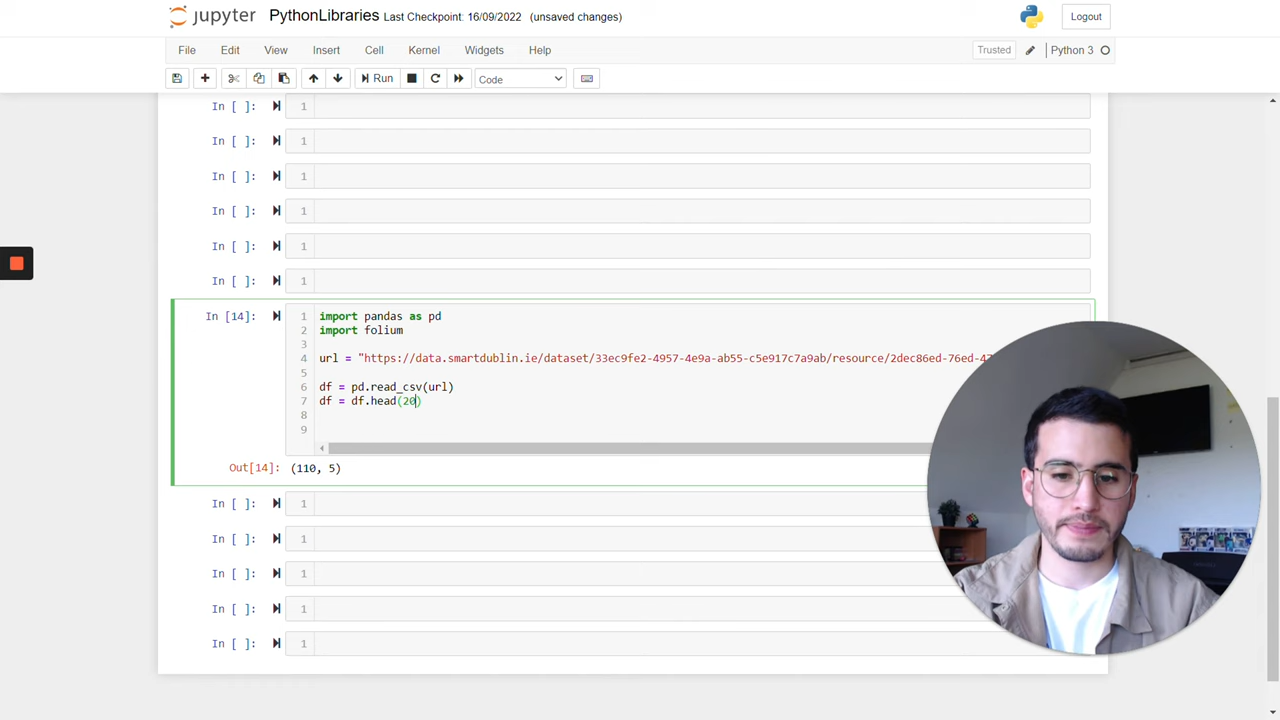 jupyter PythonLibraries Last Checkpoint: 16/09/2022 (unsaved changes) Logout
File Edit View Insert Cell Kernel Widgets Help Trusted Python 3
Run Code
In [ ]: 1
In [ ]: 1
In [ ]: 1
In [ ]: 1
In [ ]: 1
In [ ]: 1
In [14]: 1 import pandas as pd
2 import folium
3
4 url = "https://data.smartdublin.ie/dataset/33ec9fe2-4957-4e9a-ab55-c5e917c7a9ab/resource/2dec86ed-76ed-
5
6 df = pd.read_csv(url)
7 df = df.head(20)
8
9
Out[14]: (110, 5)
In [ ]: 1
In [ ]: 1
In [ ]: 1
In [ ]: 1
In [ ]: 1